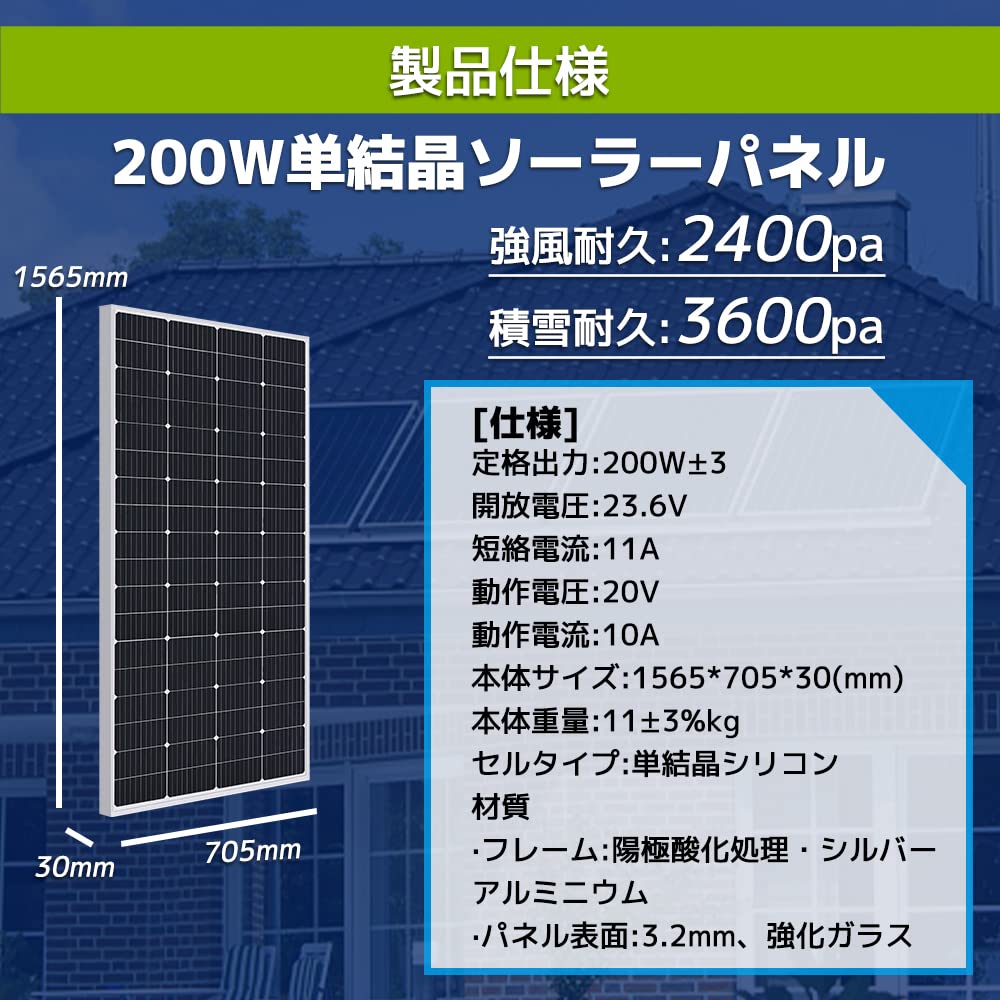 製品仕様
200W単結晶ソーラーパネル
強風耐久:2400pa
積雪耐久:3600pa
1565mm
30mm
705mm
[仕様]
定格出力:200W±3
開放電圧:23.6V
短絡電流:11A
動作電圧:20V
動作電流:10A
本体サイズ:1565*705*30(mm)
本体重量:11±3%kg
セルタイプ:単結晶シリコン
材質
·フレーム:陽極酸化処理・シルバー
アルミニウム
·パネル表面:3.2mm、強化ガラス